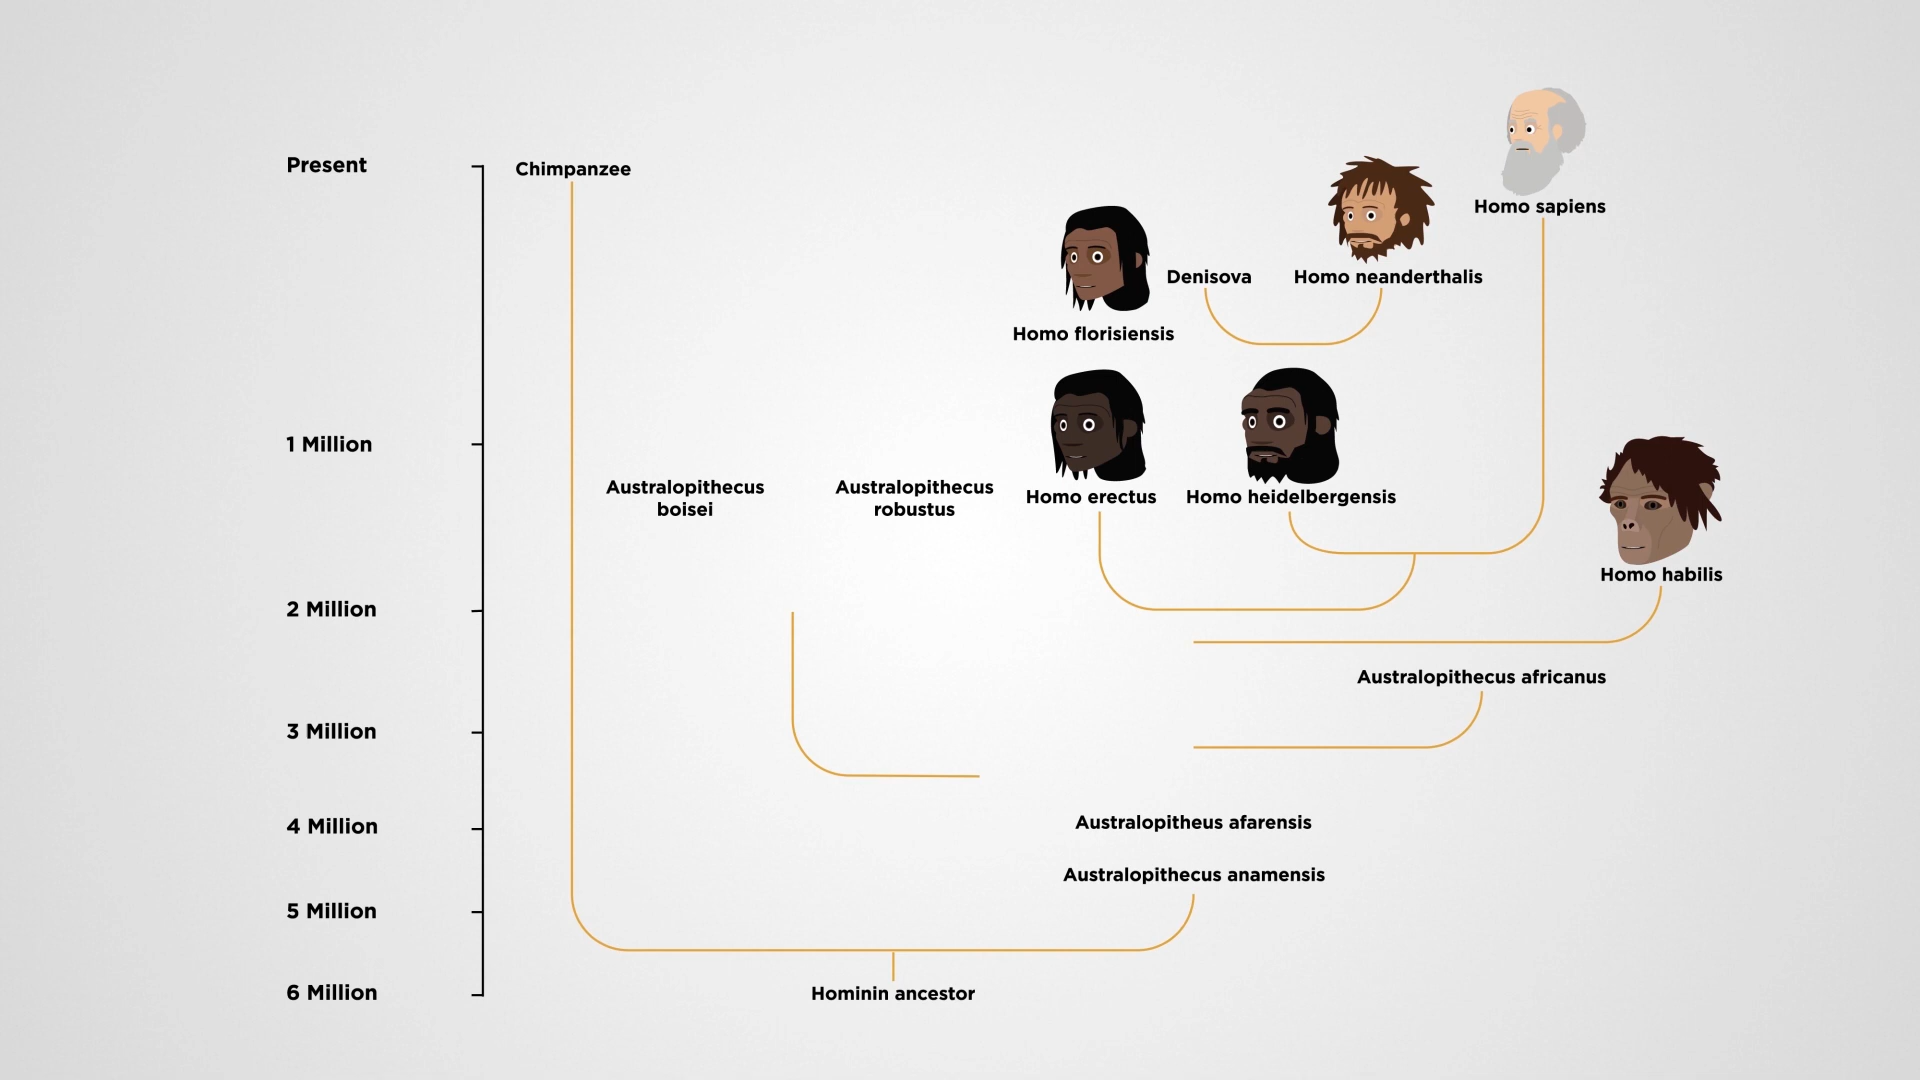 Present
Chimpanzee
Homo sapiens
Denisova
Homo neanderthalis
Homo florisiensis
1 Million
Australopithecus
boisei
Australopithecus
robustus
Homo erectus
Homo heidelbergensis
Homo habilis
2 Million
Australopithecus africanus
3 Million
4 Million
Australopitheus afarensis
Australopithecus anamensis
5 Million
6 Million
Hominin ancestor